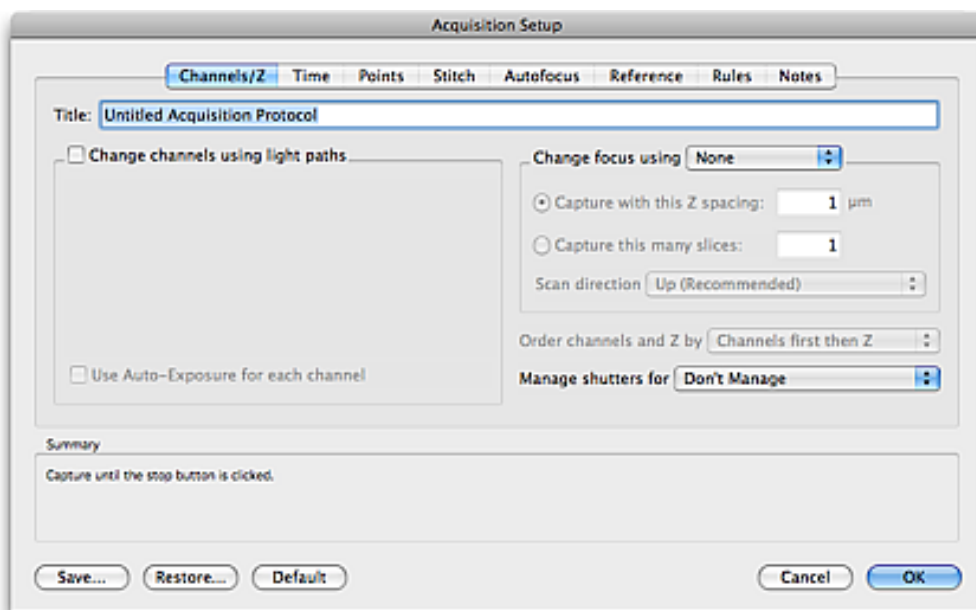 Acquisition Setup
Channels/Z Time Points Stitch Autofocus Reference Rules Notes
Title: Untitled Acquisition Protocol
Change channels using light paths
Use Auto-Exposure for each channel
Change focus using None
Capture with this Z spacing: 1 µm
Capture this many slices: 1
Scan direction Up (Recommended)
Order channels and Z by Channels first then Z
Manage shutters for Don't Manage
Summary
Capture until the stop button is clicked.
Save... Restore... Default Cancel OK